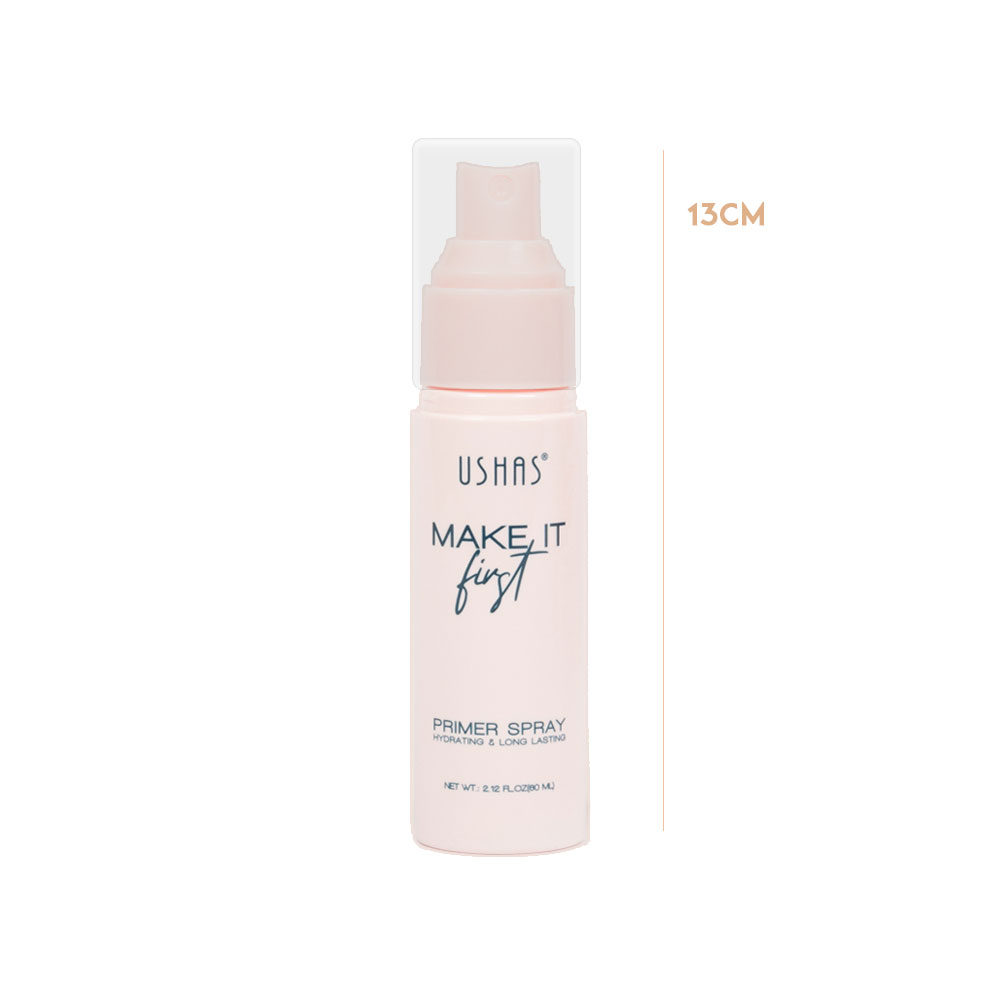 13CM
USHAS®
MAKE IT
first
PRIMER SPRAY
HYDRATING & LONG LASTING
NET WT.: 2.12 FL.OZ(60 ML)